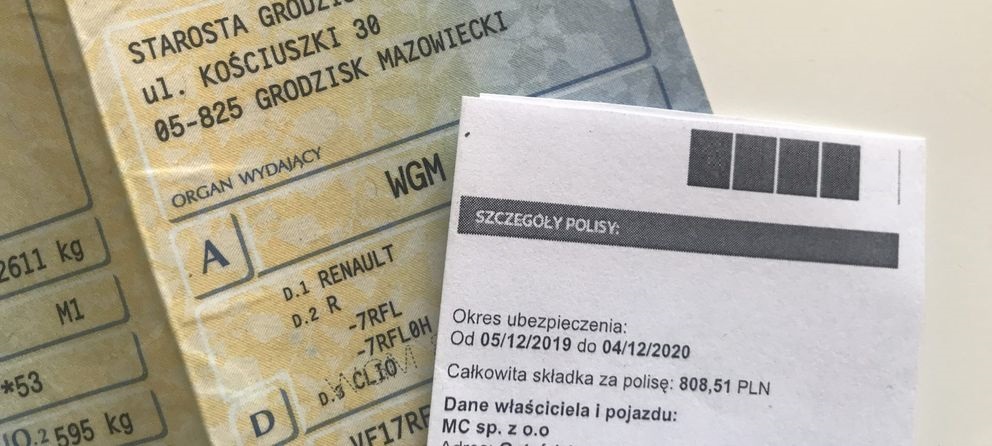 STAROSTA
ul. KOŚCIUSZKI 30
05-825 GRODZISK MAZOWIECKI
ORGAN WYDAJĄCY
A
WGM
D.1 RENAULT
D.2 R
-7RFL
-7RFL0H
D.3 CLIO
D
2611 kg
M1
*53
595 kg
SZCZEGÓŁY POLISY:
Okres ubezpieczenia:
Od 05/12/2019 do 04/12/2020
Całkowita składka za polisę: 808,51 PLN
Dane właściciela i pojazdu:
MC sp. z o.o